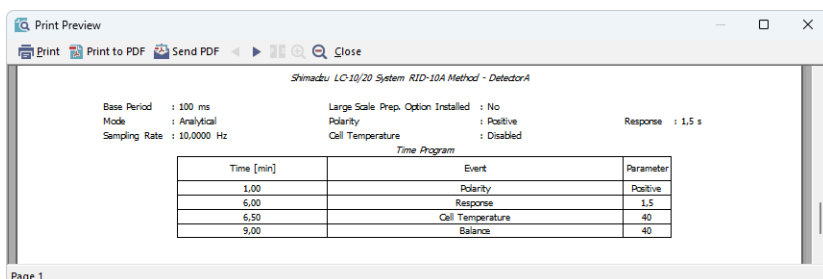 Print Preview
Print Print to PDF Send PDF Close
Shimadzu LC-10/20 System RID-10A Method - DetectorA
Base Period : 100 ms Large Scale Prep. Option Installed : No
Mode : Analytical Polarity : Positive Response : 1,5 s
Sampling Rate : 10,0000 Hz Cell Temperature : Disabled
Time Program
Time [min] Event Parameter
1,00 Polarity Positive
6,00 Response 1,5
6,50 Cell Temperature 40
9,00 Balance 40
Page 1